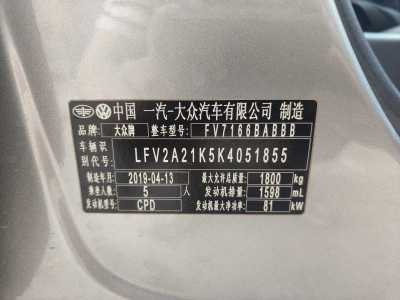 中国 一汽-大众汽车有限公司 制造
品牌 大众牌 整车型号 FV7166BABBB
车辆识别代号: LFV2A21K5K4051855
制造年月 2019-04-13 最大允许总质量 1800 kg
乘坐人数 5 人 发动机排量 1598 mL
发动机型号 CPD 发动机最大净功率 81 kW